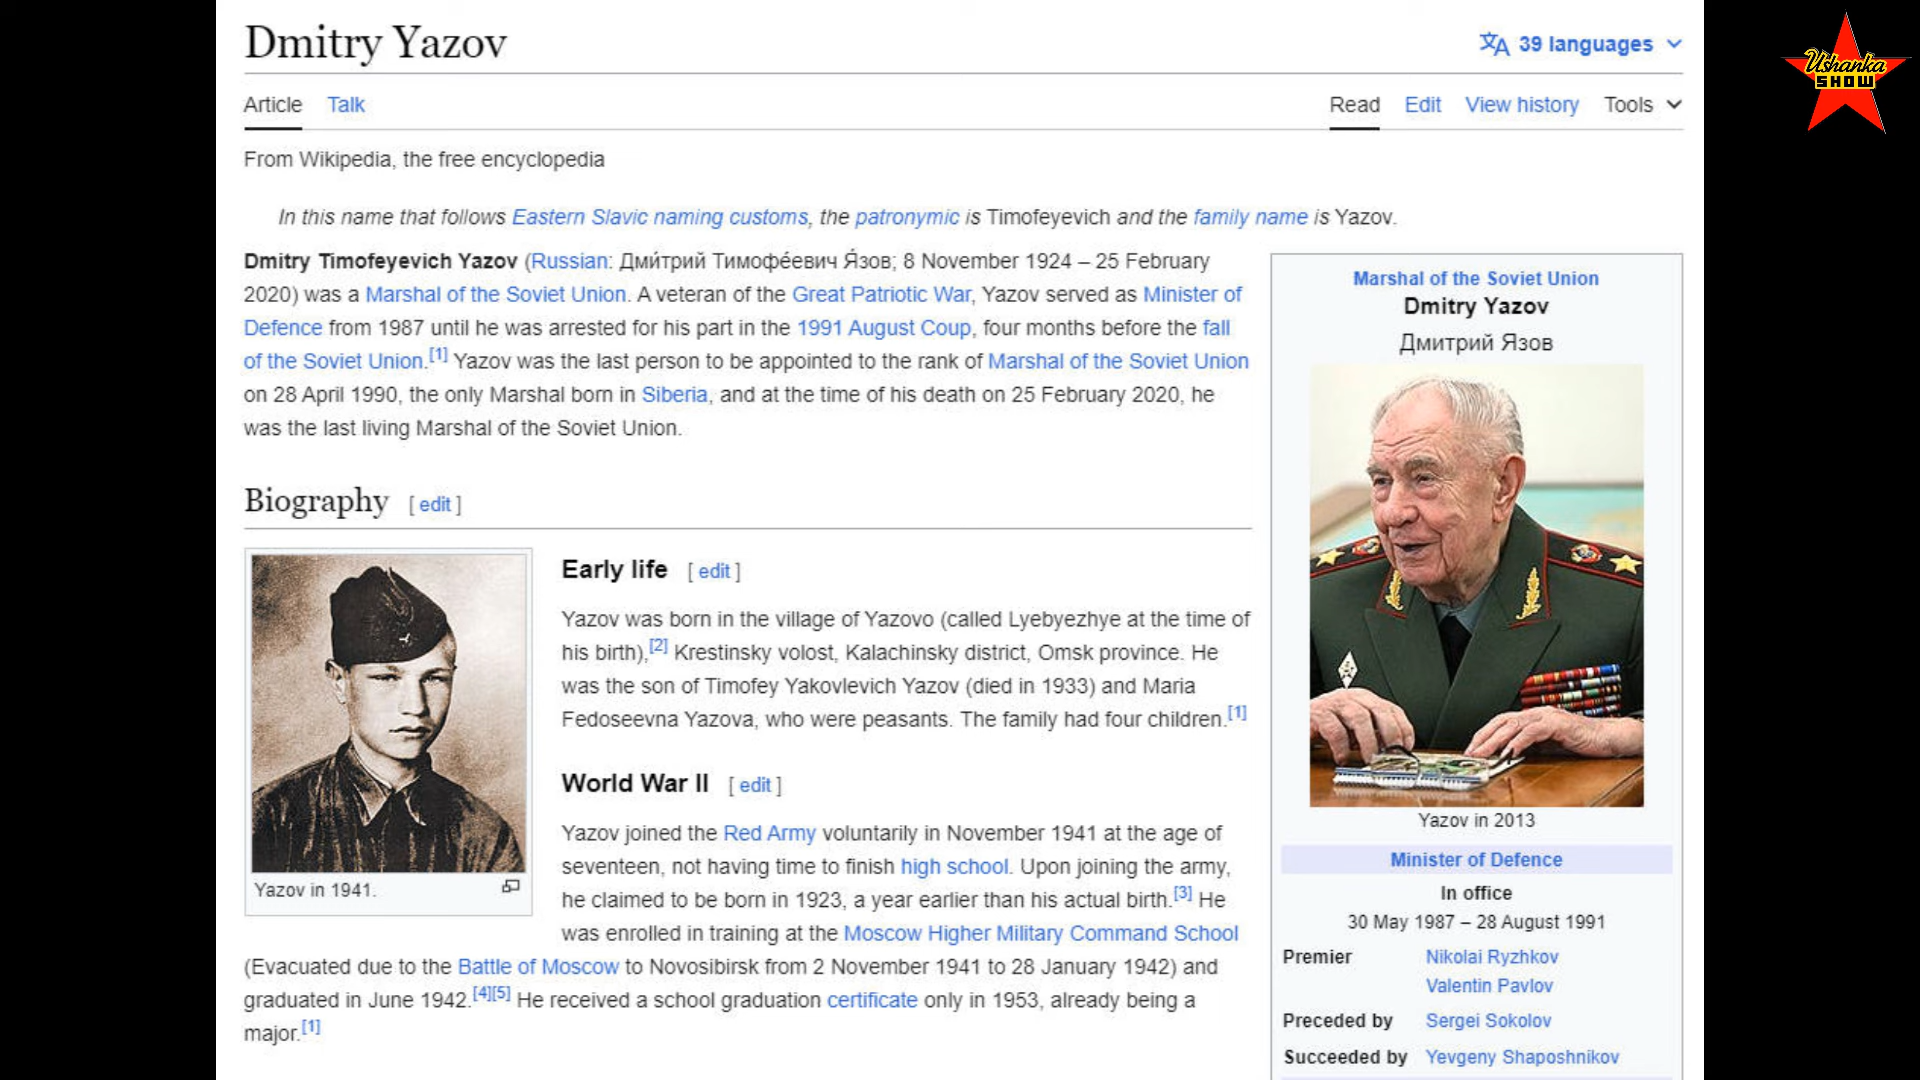 Dmitry Yazov
39 languages
Article Talk
Read Edit View history Tools
From Wikipedia, the free encyclopedia
In this name that follows Eastern Slavic naming customs, the patronymic is Timofeyevich and the family name is Yazov.
Dmitry Timofeyevich Yazov (Russian: Дми́трий Тимофе́евич Я́зов; 8 November 1924 – 25 February
2020) was a Marshal of the Soviet Union. A veteran of the Great Patriotic War, Yazov served as Minister of
Defence from 1987 until he was arrested for his part in the 1991 August Coup, four months before the fall
of the Soviet Union.[1] Yazov was the last person to be appointed to the rank of Marshal of the Soviet Union
on 28 April 1990, the only Marshal born in Siberia, and at the time of his death on 25 February 2020, he
was the last living Marshal of the Soviet Union.
Biography [ edit ]
Yazov in 1941.
Early life [ edit ]
Yazov was born in the village of Yazovo (called Lyebyezhye at the time of
his birth),[2] Krestinsky volost, Kalachinsky district, Omsk province. He
was the son of Timofey Yakovlevich Yazov (died in 1933) and Maria
Fedoseevna Yazova, who were peasants. The family had four children.[1]
World War II [ edit ]
Yazov joined the Red Army voluntarily in November 1941 at the age of
seventeen, not having time to finish high school. Upon joining the army,
he claimed to be born in 1923, a year earlier than his actual birth.[3] He
was enrolled in training at the Moscow Higher Military Command School
(Evacuated due to the Battle of Moscow to Novosibirsk from 2 November 1941 to 28 January 1942) and
graduated in June 1942.[4][5] He received a school graduation certificate only in 1953, already being a
major.[1]
Marshal of the Soviet Union
Dmitry Yazov
Дмитрий Язов
Yazov in 2013
Minister of Defence
In office
30 May 1987 – 28 August 1991
Premier Nikolai Ryzhkov
Valentin Pavlov
Preceded by Sergei Sokolov
Succeeded by Yevgeny Shaposhnikov
Ushanka
SHOW